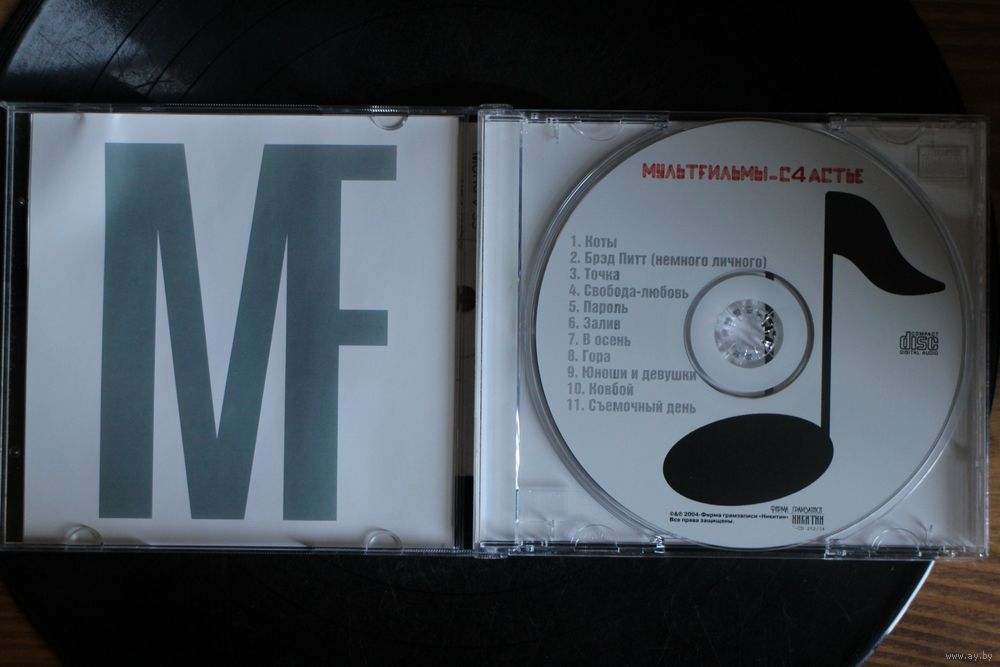 MF
МУЛЬТFИЛЬМЫ-С4АСТЬЕ
1. Коты
2. Брэд Питт (немного личного)
3. Точка
4. Свобода-любовь
5. Пароль
6. Залив
7. В осень
8. Гора
9. Юноши и девушки
10. Ковбой
11. Съемочный день
COMPACT
disc
DIGITAL AUDIO
©&℗ 2004 Фирма грамзаписи «Никитин»
Все права защищены.
ФИРМА ГРАМЗАПИСИ
НИКИТИН
www.ay.by